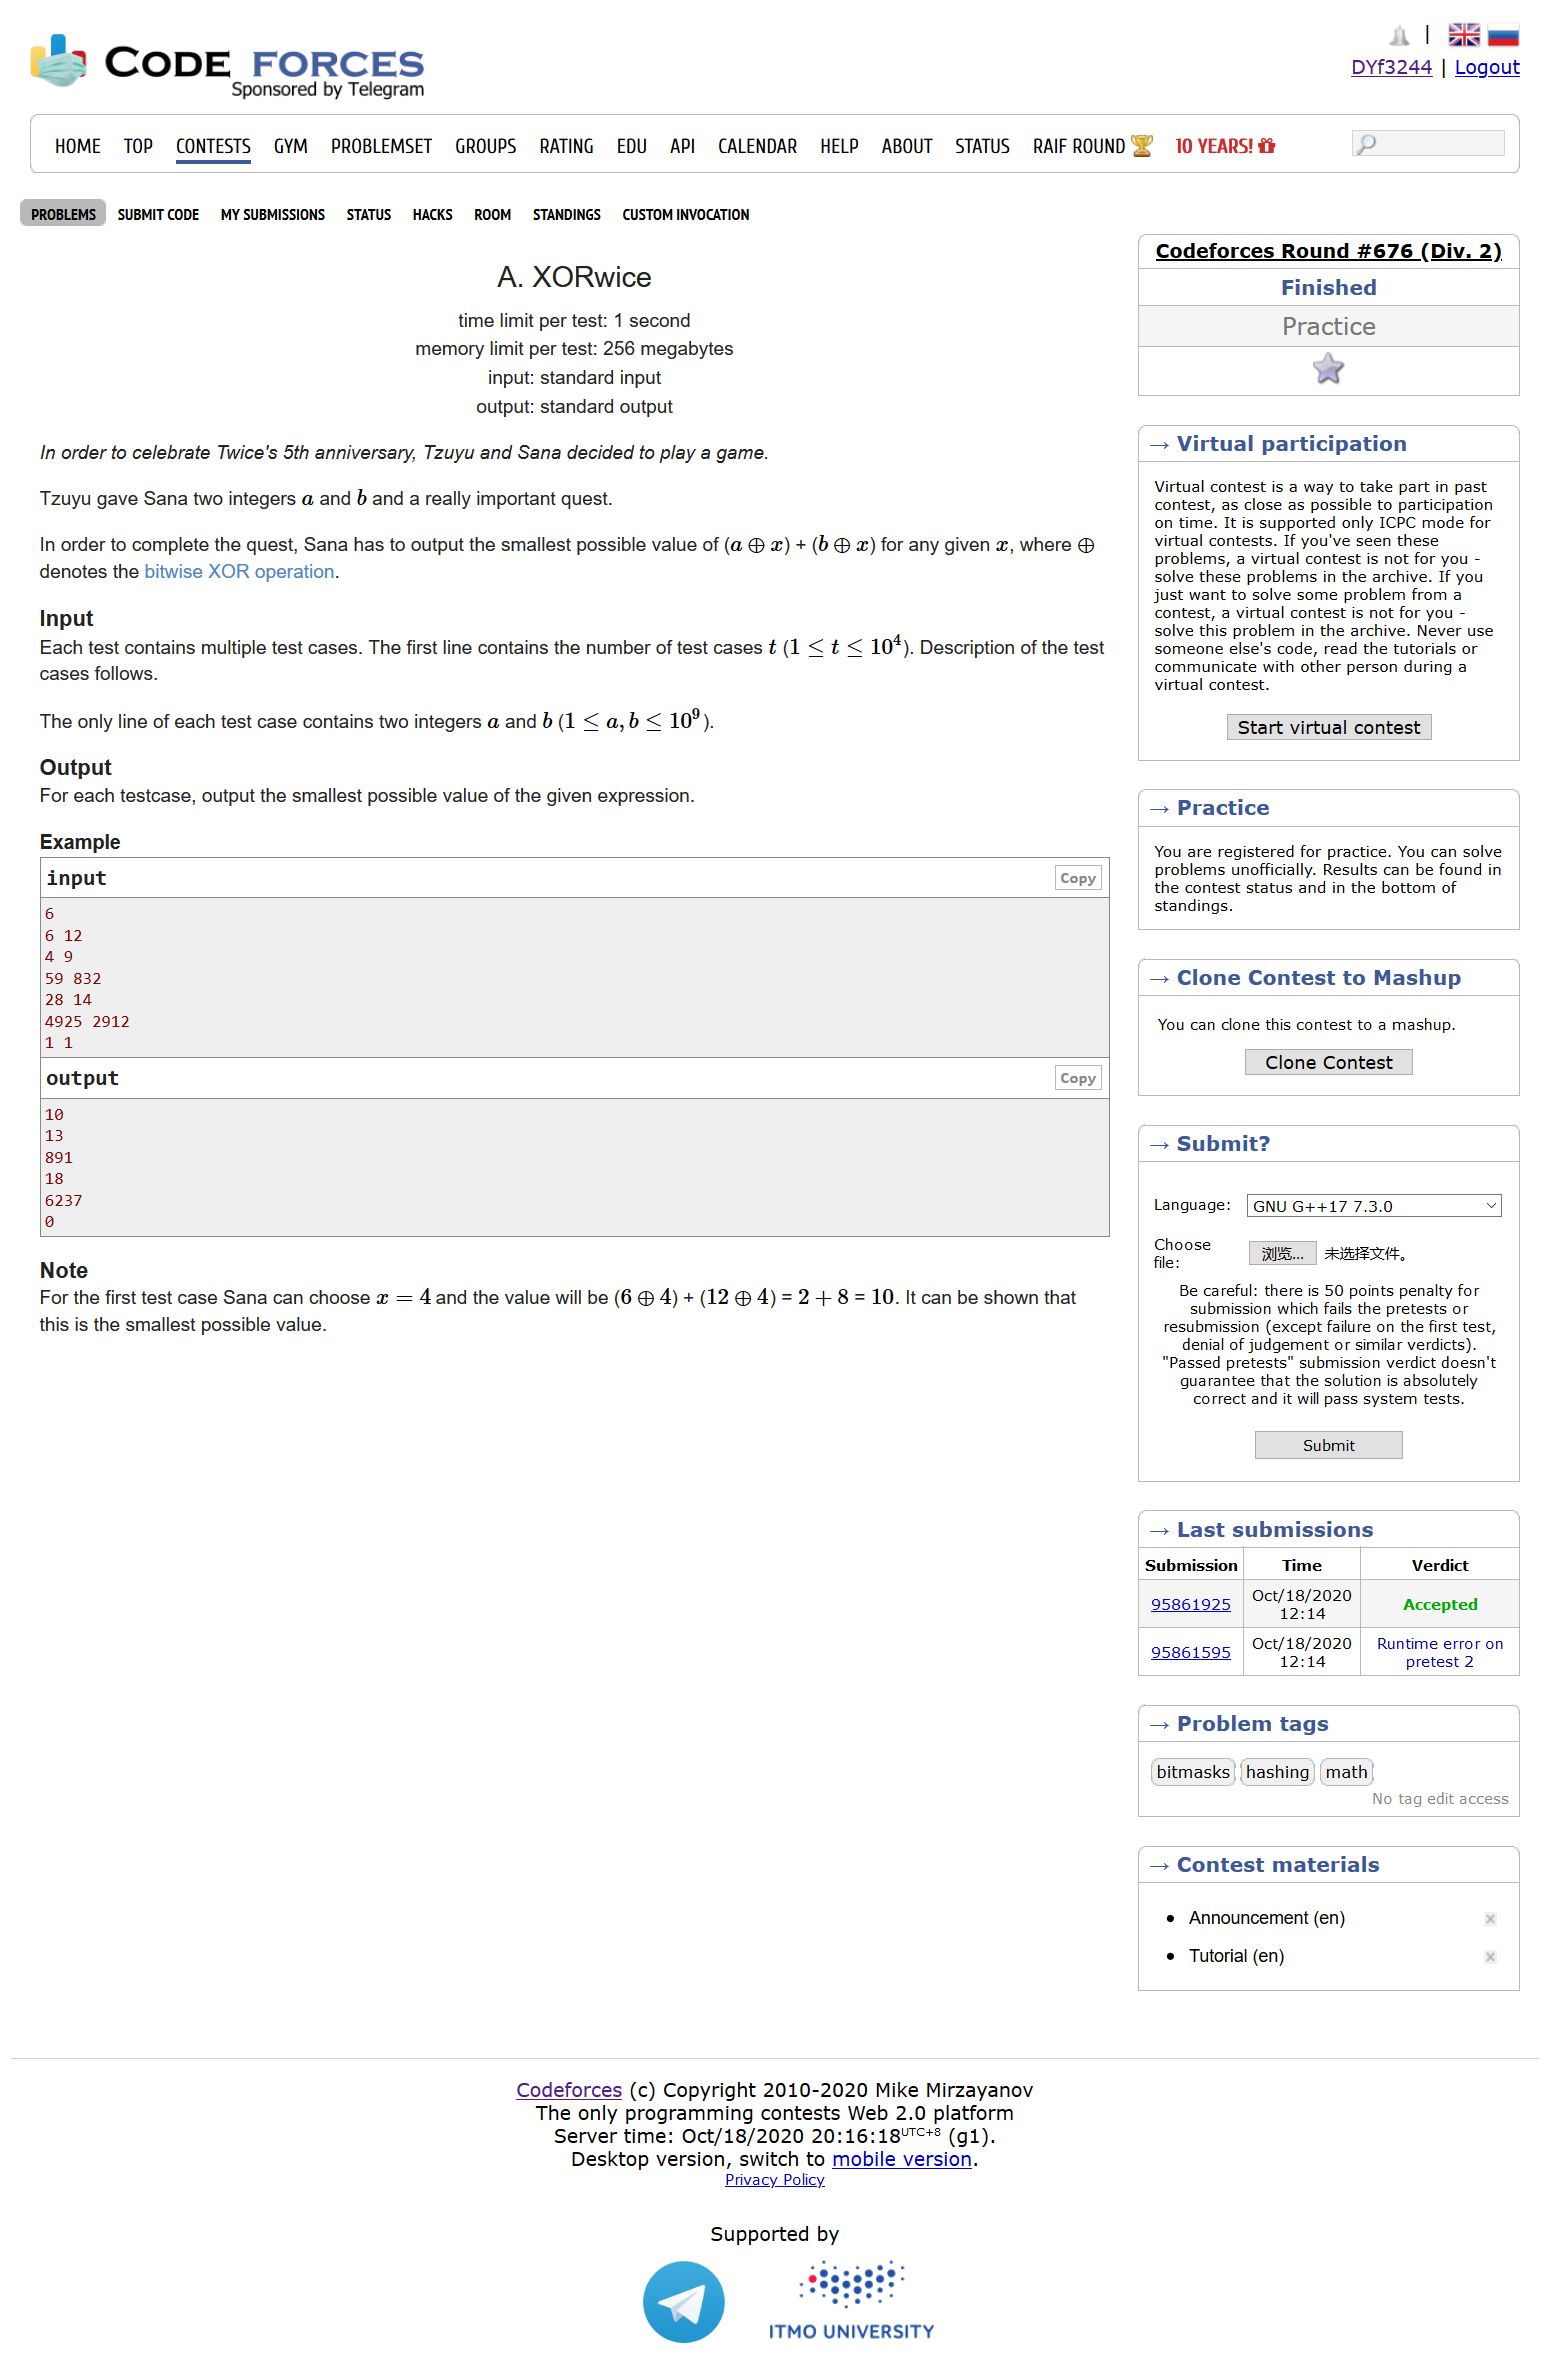 CODE FORCES
Sponsored by Telegram
|
DYf3244 | Logout
HOME TOP CONTESTS GYM PROBLEMSET GROUPS RATING EDU API CALENDAR HELP ABOUT STATUS RAIF ROUND 10 YEARS!
PROBLEMS SUBMIT CODE MY SUBMISSIONS STATUS HACKS ROOM STANDINGS CUSTOM INVOCATION
A. XORwice
time limit per test: 1 second
memory limit per test: 256 megabytes
input: standard input
output: standard output
In order to celebrate Twice's 5th anniversary, Tzuyu and Sana decided to play a game.
Tzuyu gave Sana two integers a and b and a really important quest.
In order to complete the quest, Sana has to output the smallest possible value of (a ⊕ x) + (b ⊕ x) for any given x, where ⊕
denotes the bitwise XOR operation.
Input
Each test contains multiple test cases. The first line contains the number of test cases t (1 ≤ t ≤ 10⁴). Description of the test
cases follows.
The only line of each test case contains two integers a and b (1 ≤ a, b ≤ 10⁹).
Output
For each testcase, output the smallest possible value of the given expression.
Example
input Copy
6
6 12
4 9
59 832
28 14
4925 2912
1 1
output Copy
10
13
891
18
6237
0
Note
For the first test case Sana can choose x = 4 and the value will be (6 ⊕ 4) + (12 ⊕ 4) = 2 + 8 = 10. It can be shown that
this is the smallest possible value.
Codeforces Round #676 (Div. 2)
Finished
Practice
→ Virtual participation
Virtual contest is a way to take part in past
contest, as close as possible to participation
on time. It is supported only ICPC mode for
virtual contests. If you've seen these
problems, a virtual contest is not for you -
solve these problems in the archive. If you
just want to solve some problem from a
contest, a virtual contest is not for you -
solve this problem in the archive. Never use
someone else's code, read the tutorials or
communicate with other person during a
virtual contest.
Start virtual contest
→ Practice
You are registered for practice. You can solve
problems unofficially. Results can be found in
the contest status and in the bottom of
standings.
→ Clone Contest to Mashup
You can clone this contest to a mashup.
Clone Contest
→ Submit?
Language: GNU G++17 7.3.0
Choose
file: 浏览... 未选择文件。
Be careful: there is 50 points penalty for
submission which fails the pretests or
resubmission (except failure on the first test,
denial of judgement or similar verdicts).
"Passed pretests" submission verdict doesn't
guarantee that the solution is absolutely
correct and it will pass system tests.
Submit
→ Last submissions
Submission Time Verdict
95861925 Oct/18/2020
12:14 Accepted
95861595 Oct/18/2020
12:14 Runtime error on
pretest 2
→ Problem tags
bitmasks hashing math
No tag edit access
→ Contest materials
• Announcement (en)
• Tutorial (en)
Codeforces (c) Copyright 2010-2020 Mike Mirzayanov
The only programming contests Web 2.0 platform
Server time: Oct/18/2020 20:16:18 UTC+8 (g1).
Desktop version, switch to mobile version.
Privacy Policy
Supported by
ITMO UNIVERSITY